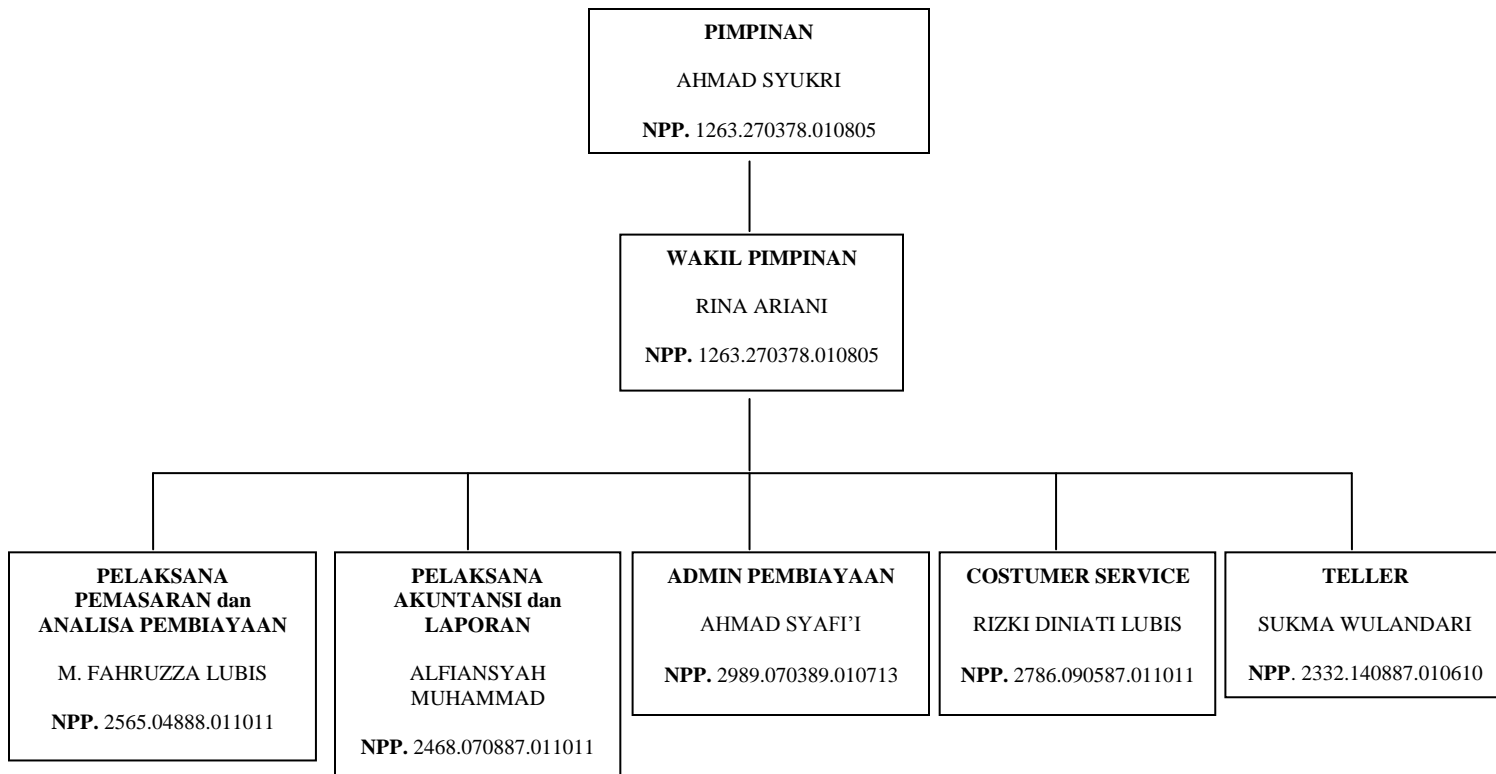 PIMPINAN
AHMAD SYUKRI
NPP. 1263.270378.010805
WAKIL PIMPINAN
RINA ARIANI
NPP. 1263.270378.010805
PELAKSANA
PEMASARAN dan
ANALISA PEMBIAYAAN
M. FAHRUZZA LUBIS
NPP. 2565.04888.011011
PELAKSANA
AKUNTANSI dan
LAPORAN
ALFIANSYAH
MUHAMMAD
NPP. 2468.070887.011011
ADMIN PEMBIAYAAN
AHMAD SYAFI’I
NPP. 2989.070389.010713
COSTUMER SERVICE
RIZKI DINIATI LUBIS
NPP. 2786.090587.011011
TELLER
SUKMA WULANDARI
NPP. 2332.140887.010610